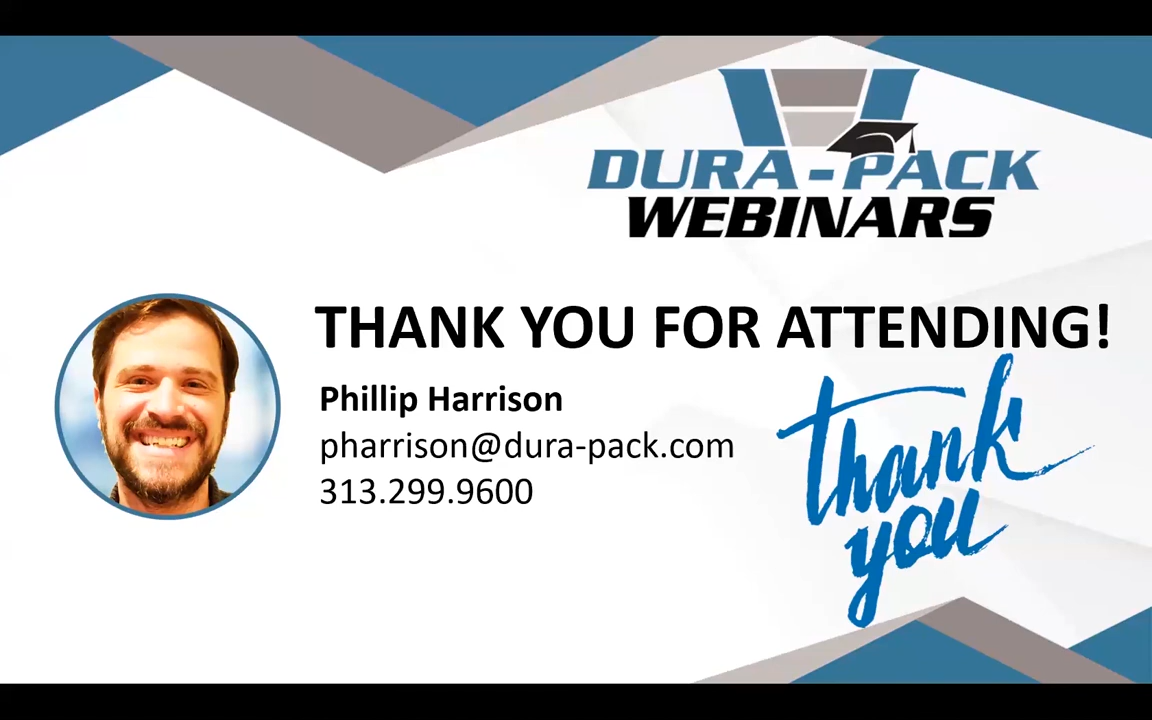 DURA-PACK
WEBINARS
THANK YOU FOR ATTENDING!
Phillip Harrison
pharrison@dura-pack.com
313.299.9600
thank
you